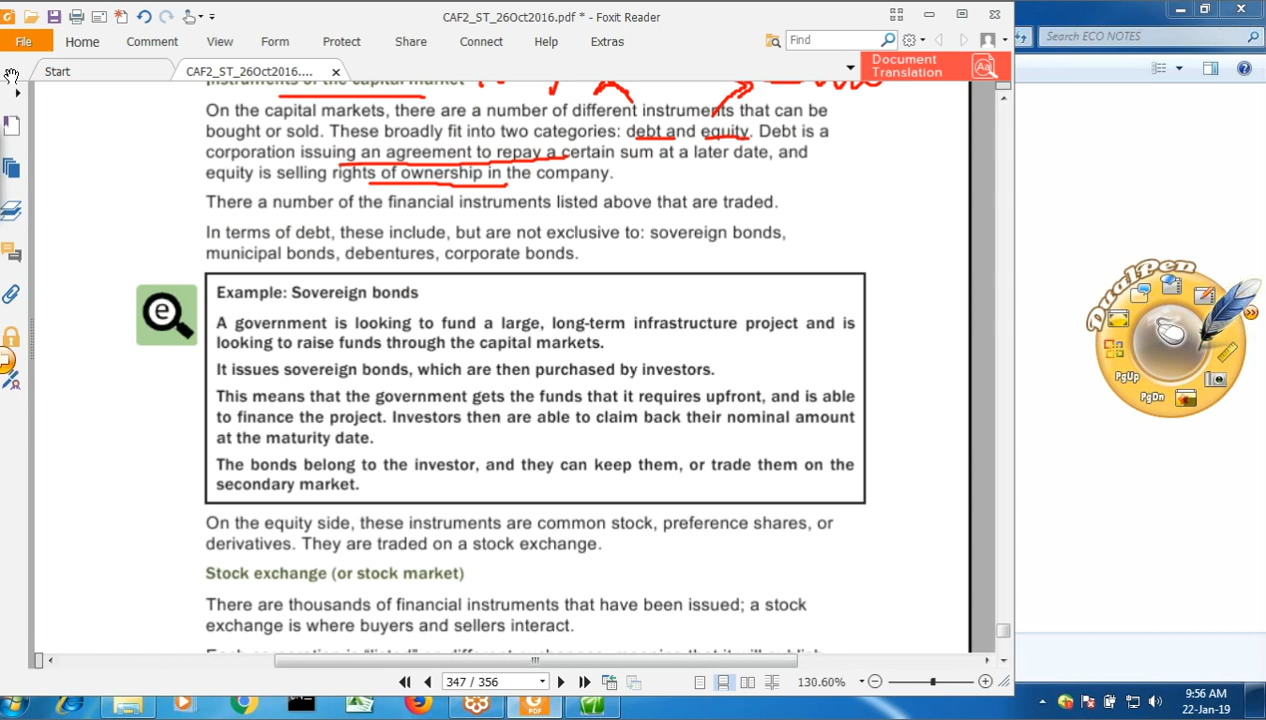 CAF2_ST_26Oct2016.pdf * - Foxit Reader
File Home Comment View Form Protect Share Connect Help Extras
Find
Document Translation
Search ECO NOTES
Start
CAF2_ST_26Oct2016....
Instruments of the capital market
On the capital markets, there are a number of different instruments that can be
bought or sold. These broadly fit into two categories: debt and equity. Debt is a
corporation issuing an agreement to repay a certain sum at a later date, and
equity is selling rights of ownership in the company.
There a number of the financial instruments listed above that are traded.
In terms of debt, these include, but are not exclusive to: sovereign bonds,
municipal bonds, debentures, corporate bonds.
e
Example: Sovereign bonds
A government is looking to fund a large, long-term infrastructure project and is
looking to raise funds through the capital markets.
It issues sovereign bonds, which are then purchased by investors.
This means that the government gets the funds that it requires upfront, and is able
to finance the project. Investors then are able to claim back their nominal amount
at the maturity date.
The bonds belong to the investor, and they can keep them, or trade them on the
secondary market.
On the equity side, these instruments are common stock, preference shares, or
derivatives. They are traded on a stock exchange.
Stock exchange (or stock market)
There are thousands of financial instruments that have been issued; a stock
exchange is where buyers and sellers interact.
DualPen
PgUp
PgDn
347 / 356
130.60%
9:56 AM
22-Jan-19